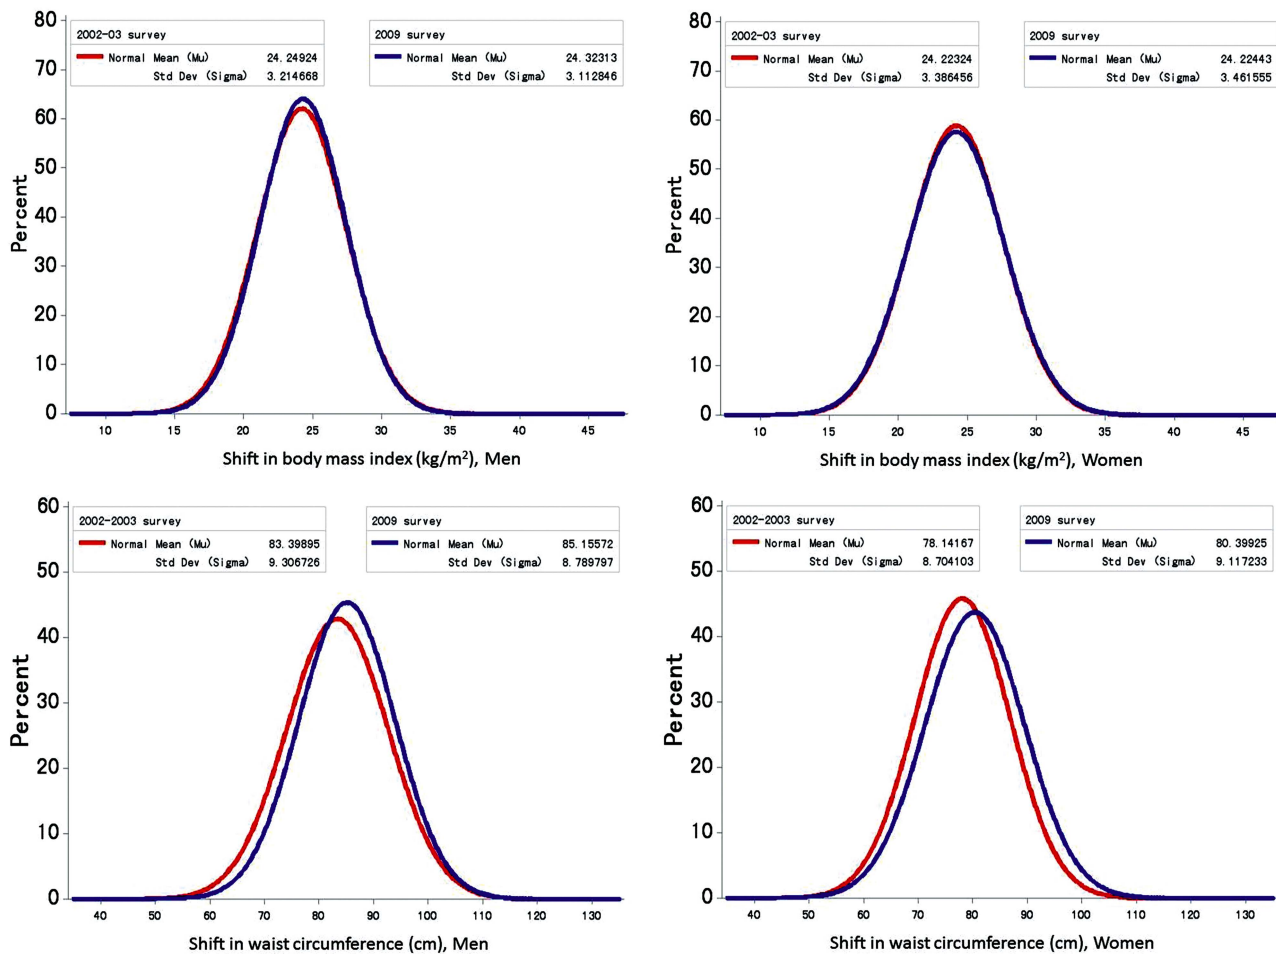 2002-03 survey
Normal Mean (Mu) 24.24924
Std Dev (Sigma) 3.214668
2009 survey
Normal Mean (Mu) 24.32313
Std Dev (Sigma) 3.112846
80
70
60
50
40
30
20
10
0
Percent
10 15 20 25 30 35 40 45
Shift in body mass index (kg/m²), Men
2002-03 survey
Normal Mean (Mu) 24.22324
Std Dev (Sigma) 3.386456
2009 survey
Normal Mean (Mu) 24.22443
Std Dev (Sigma) 3.461555
80
70
60
50
40
30
20
10
0
Percent
10 15 20 25 30 35 40 45
Shift in body mass index (kg/m²), Women
2002-2003 survey
Normal Mean (Mu) 83.39895
Std Dev (Sigma) 9.306726
2009 survey
Normal Mean (Mu) 85.15572
Std Dev (Sigma) 8.789797
60
50
40
30
20
10
0
Percent
40 50 60 70 80 90 100 110 120 130
Shift in waist circumference (cm), Men
2002-2003 survey
Normal Mean (Mu) 78.14167
Std Dev (Sigma) 8.704103
2009 survey
Normal Mean (Mu) 80.39925
Std Dev (Sigma) 9.117233
60
50
40
30
20
10
0
Percent
40 50 60 70 80 90 100 110 120 130
Shift in waist circumference (cm), Women